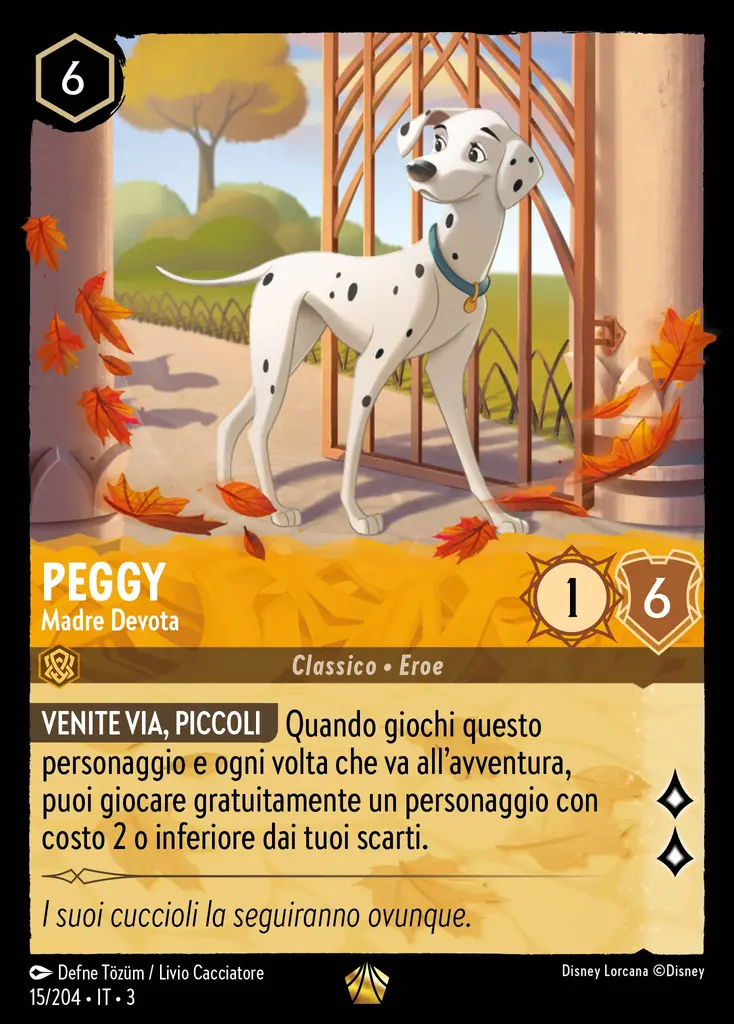 6
PEGGY
Madre Devota
1
6
Classico • Eroe
VENITE VIA, PICCOLI Quando giochi questo
personaggio e ogni volta che va all'avventura,
puoi giocare gratuitamente un personaggio con
costo 2 o inferiore dai tuoi scarti.
I suoi cuccioli la seguiranno ovunque.
Defne Tözüm / Livio Cacciatore
Disney Lorcana ©Disney
15/204 • IT • 3